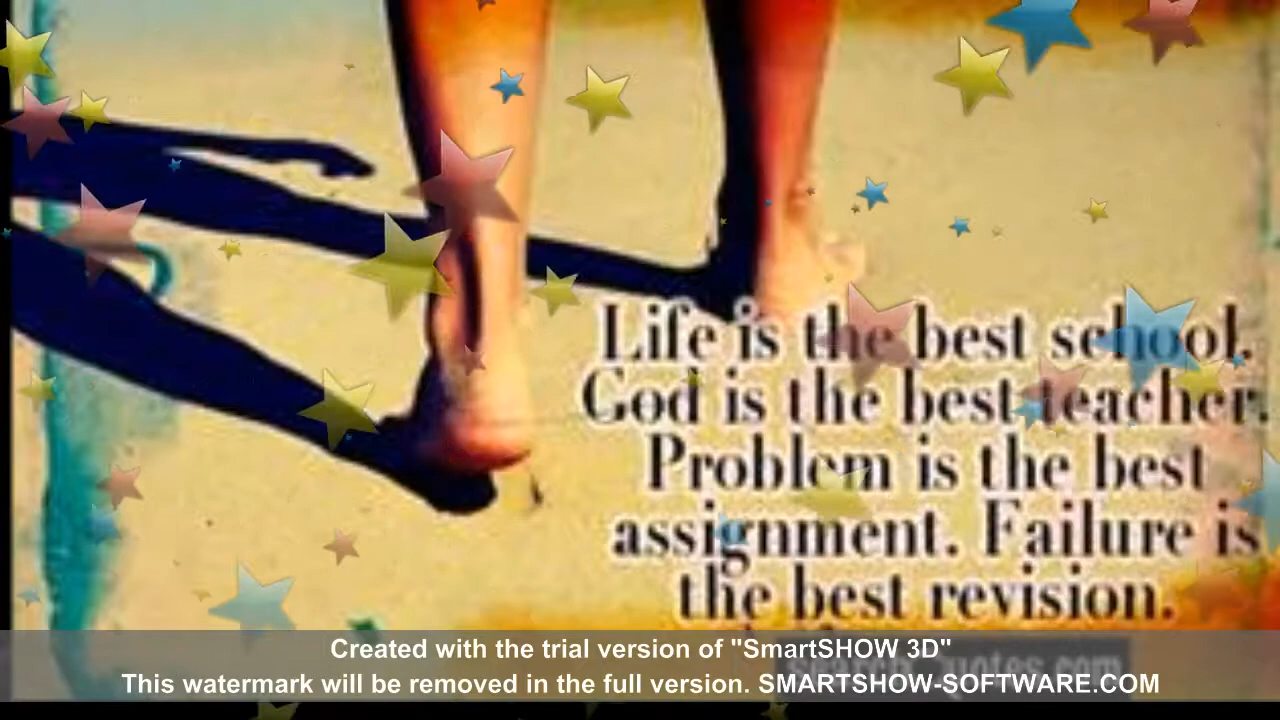 Life is the best school.
God is the best teacher.
Problem is the best
assignment. Failure is
the best revision.
Created with the trial version of "SmartSHOW 3D"
This watermark will be removed in the full version. SMARTSHOW-SOFTWARE.COM